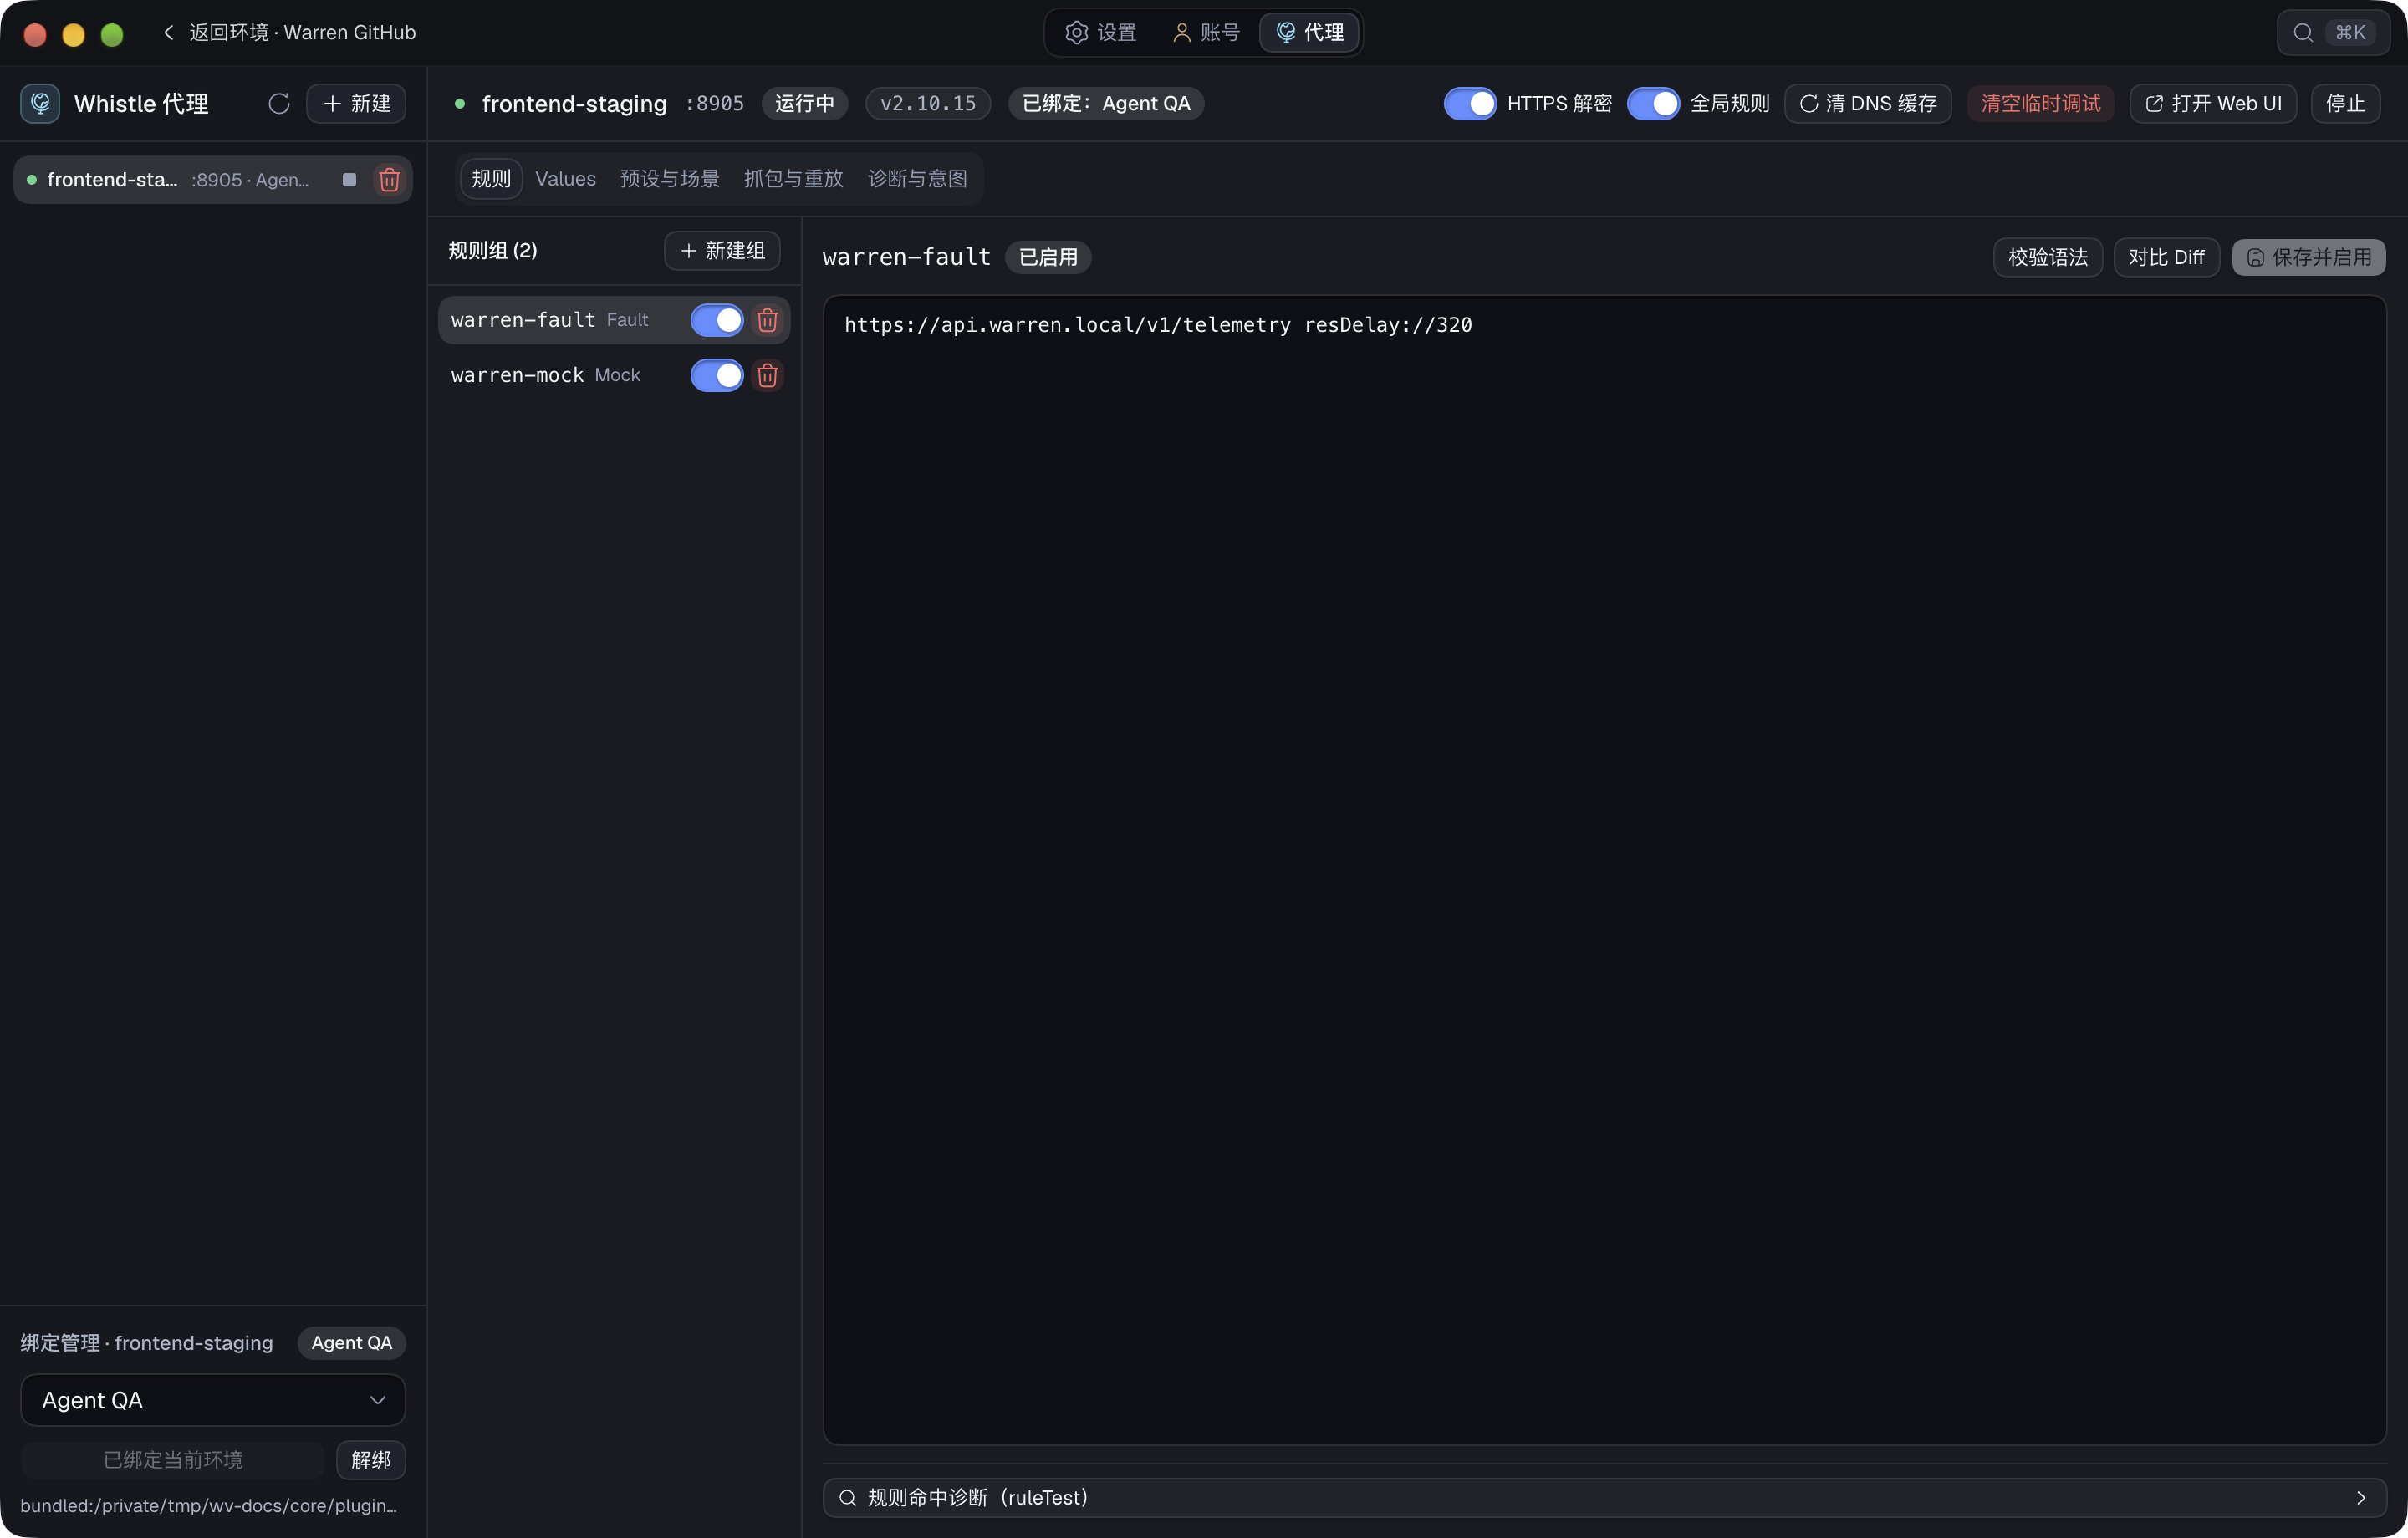 返回环境 · Warren GitHub
设置 账号 代理
⌘K
Whistle 代理
新建
frontend-staging :8905 运行中 v2.10.15 已绑定：Agent QA
HTTPS 解密 全局规则 清 DNS 缓存 清空临时调试 打开 Web UI 停止
frontend-sta... :8905 · Agen...
规则 Values 预设与场景 抓包与重放 诊断与意图
规则组 (2)
新建组
warren-fault Fault
warren-mock Mock
warren-fault 已启用
校验语法 对比 Diff 保存并启用
https://api.warren.local/v1/telemetry resDelay://320
绑定管理 · frontend-staging Agent QA
Agent QA
已绑定当前环境 解绑
bundled:/private/tmp/wv-docs/core/plugin...
规则命中诊断（ruleTest）